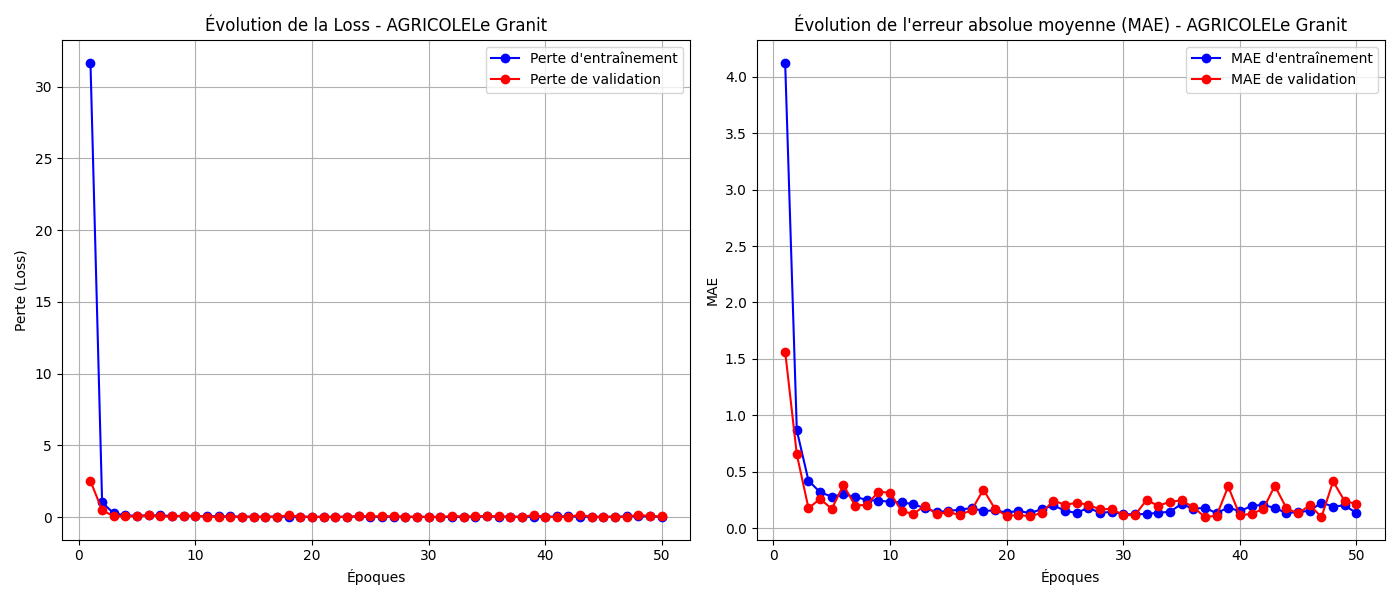 Évolution de la Loss - AGRICOLELe Granit
Perte d'entraînement
Perte de validation
30
25
20
15
10
5
0
Perte (Loss)
0
10
20
30
40
50
Époques
Évolution de l'erreur absolue moyenne (MAE) - AGRICOLELe Granit
MAE d'entraînement
MAE de validation
4.0
3.5
3.0
2.5
2.0
1.5
1.0
0.5
0.0
MAE
0
10
20
30
40
50
Époques